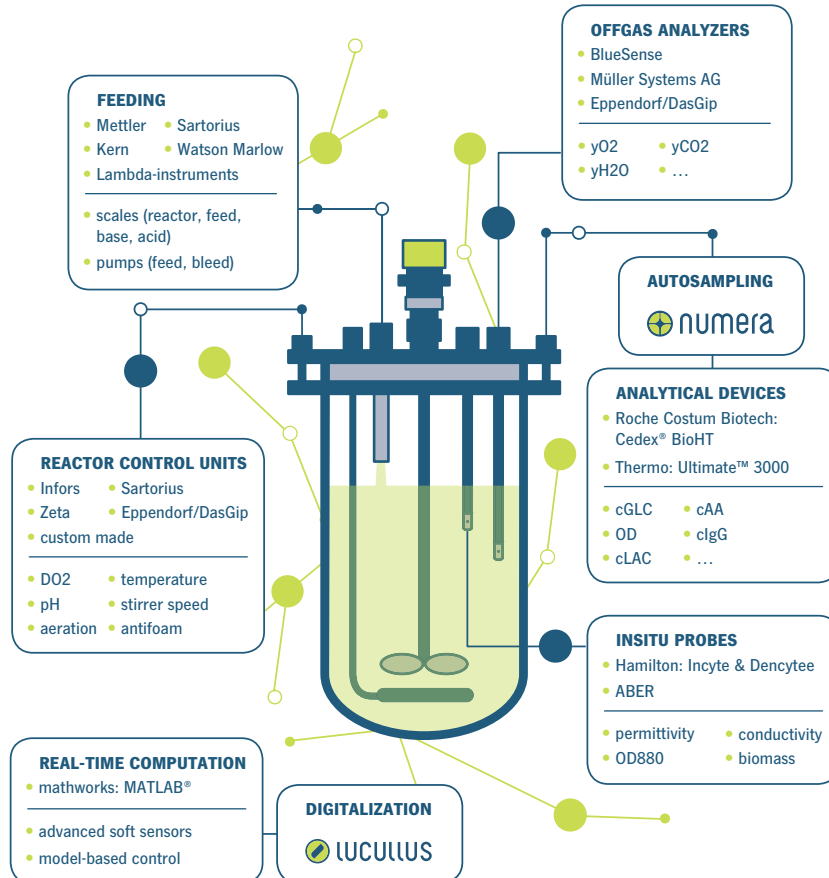 OFFGAS ANALYZERS
• BlueSense
• Müller Systems AG
• Eppendorf/DasGip
• yO2 • yCO2
• yH2O • ...
FEEDING
• Mettler • Sartorius
• Kern • Watson Marlow
• Lambda-instruments
• scales (reactor, feed,
base, acid)
• pumps (feed, bleed)
AUTOSAMPLING
numera
ANALYTICAL DEVICES
• Roche Costum Biotech:
Cedex® BioHT
• Thermo: Ultimate™ 3000
• cGLC • cAA
• OD • cIgG
• cLAC • ...
REACTOR CONTROL UNITS
• Infors • Sartorius
• Zeta • Eppendorf/DasGip
• custom made
• DO2 • temperature
• pH • stirrer speed
• aeration • antifoam
INSITU PROBES
• Hamilton: Incyte & Dencytee
• ABER
• permittivity • conductivity
• OD880 • biomass
REAL-TIME COMPUTATION
• mathworks: MATLAB®
• advanced soft sensors
• model-based control
DIGITALIZATION
LUCULLUS